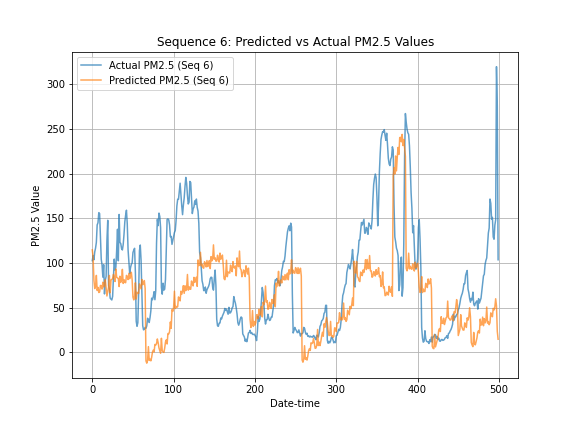 Sequence 6: Predicted vs Actual PM2.5 Values
Actual PM2.5 (Seq 6)
Predicted PM2.5 (Seq 6)
PM2.5 Value
300
250
200
150
100
50
0
0 100 200 300 400 500
Date-time